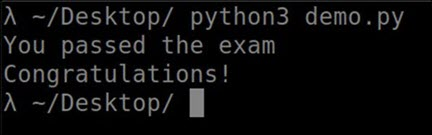 λ ~/Desktop/ python3 demo.py
You passed the exam
Congratulations!
λ ~/Desktop/